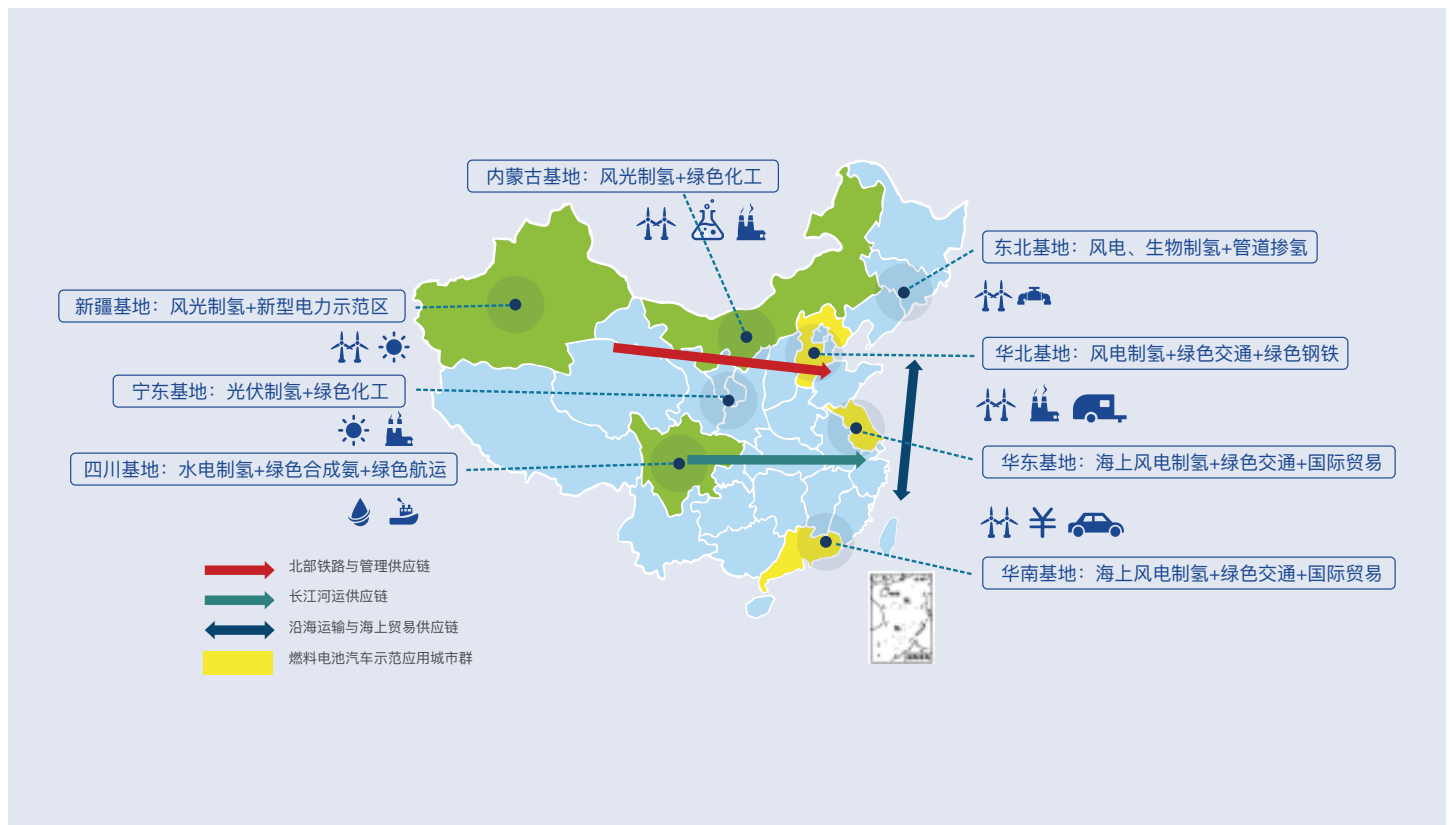 内蒙古基地：风光制氢+绿色化工
东北基地：风电、生物制氢+管道掺氢
新疆基地：风光制氢+新型电力示范区
华北基地：风电制氢+绿色交通+绿色钢铁
宁东基地：光伏制氢+绿色化工
华东基地：海上风电制氢+绿色交通+国际贸易
四川基地：水电制氢+绿色合成氨+绿色航运
华南基地：海上风电制氢+绿色交通+国际贸易
北部铁路与管理供应链
长江河运供应链
沿海运输与海上贸易供应链
燃料电池汽车示范应用城市群